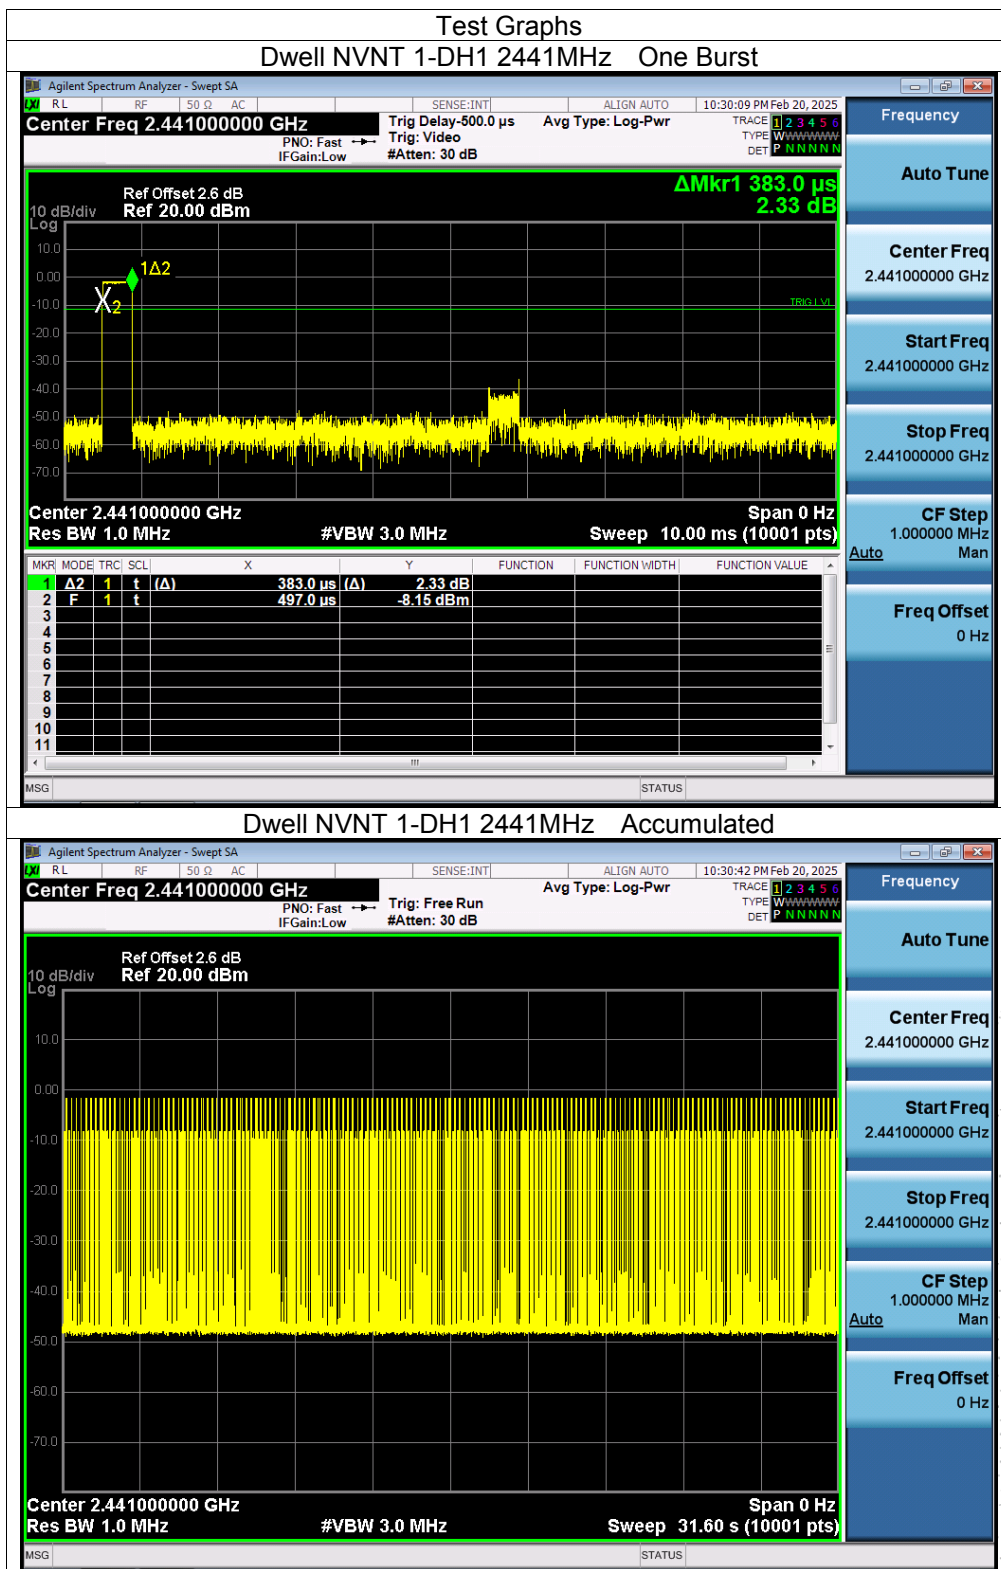 Test Graphs
Dwell NVNT 1-DH1 2441MHz One Burst
Agilent Spectrum Analyzer - Swept SA
LXI RL RF 50 Ω AC SENSE:INT ALIGN AUTO 10:30:09 PM Feb 20, 2025
Center Freq 2.441000000 GHz
PNO: Fast
IFGain:Low
Trig Delay-500.0 µs
Trig: Video
#Atten: 30 dB
Avg Type: Log-Pwr
TRACE 1 2 3 4 5 6
TYPE WWWWWW
DET P N N N N N
Frequency
Auto Tune
Center Freq
2.441000000 GHz
Start Freq
2.441000000 GHz
Stop Freq
2.441000000 GHz
CF Step
1.000000 MHz
Auto Man
Freq Offset
0 Hz
ΔMkr1 383.0 µs
2.33 dB
Ref Offset 2.6 dB
10 dB/div Ref 20.00 dBm
Log
10.0
0.00
-10.0
-20.0
-30.0
-40.0
-50.0
-60.0
-70.0
1Δ2
X2
TRIG LVL
Center 2.441000000 GHz Span 0 Hz
Res BW 1.0 MHz #VBW 3.0 MHz Sweep 10.00 ms (10001 pts)
MKR MODE TRC SCL X Y FUNCTION FUNCTION WIDTH FUNCTION VALUE
1 Δ2 1 t (Δ) 383.0 µs (Δ) 2.33 dB
2 F 1 t 497.0 µs -8.15 dBm
3
4
5
6
7
8
9
10
11
MSG STATUS
Dwell NVNT 1-DH1 2441MHz Accumulated
Agilent Spectrum Analyzer - Swept SA
LXI RL RF 50 Ω AC SENSE:INT ALIGN AUTO 10:30:42 PM Feb 20, 2025
Center Freq 2.441000000 GHz
PNO: Fast
IFGain:Low
Trig: Free Run
#Atten: 30 dB
Avg Type: Log-Pwr
TRACE 1 2 3 4 5 6
TYPE WWWWWW
DET P N N N N N
Frequency
Auto Tune
Center Freq
2.441000000 GHz
Start Freq
2.441000000 GHz
Stop Freq
2.441000000 GHz
CF Step
1.000000 MHz
Auto Man
Freq Offset
0 Hz
Ref Offset 2.6 dB
10 dB/div Ref 20.00 dBm
Log
10.0
0.00
-10.0
-20.0
-30.0
-40.0
-50.0
-60.0
-70.0
Center 2.441000000 GHz Span 0 Hz
Res BW 1.0 MHz #VBW 3.0 MHz Sweep 31.60 s (10001 pts)
MSG STATUS